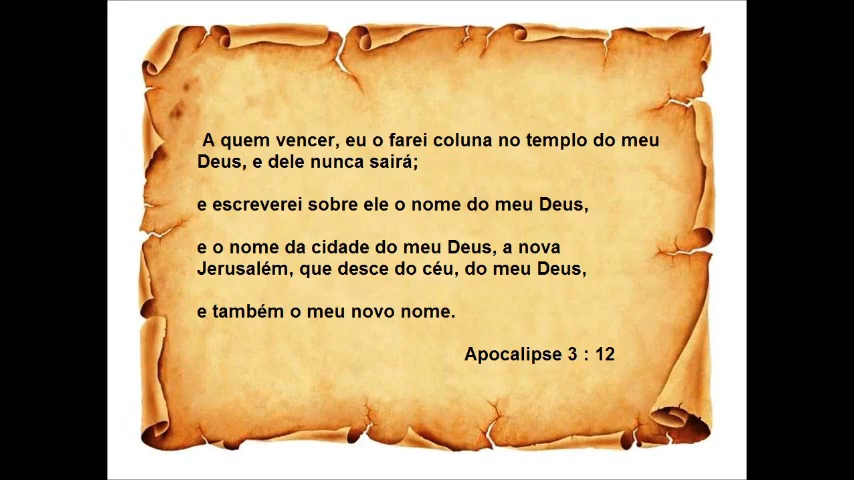 A quem vencer, eu o farei coluna no templo do meu
Deus, e dele nunca sairá;
e escreverei sobre ele o nome do meu Deus,
e o nome da cidade do meu Deus, a nova
Jerusalém, que desce do céu, do meu Deus,
e também o meu novo nome.
Apocalipse 3 : 12